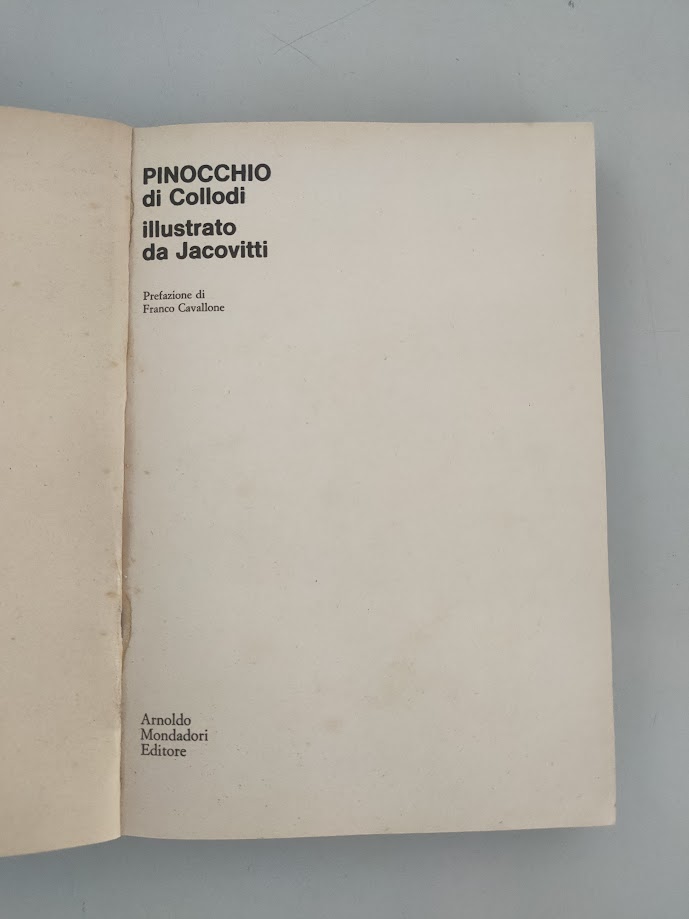 PINOCCHIO
di Collodi
illustrato
da Jacovitti
Prefazione di
Franco Cavallone
Arnoldo
Mondadori
Editore